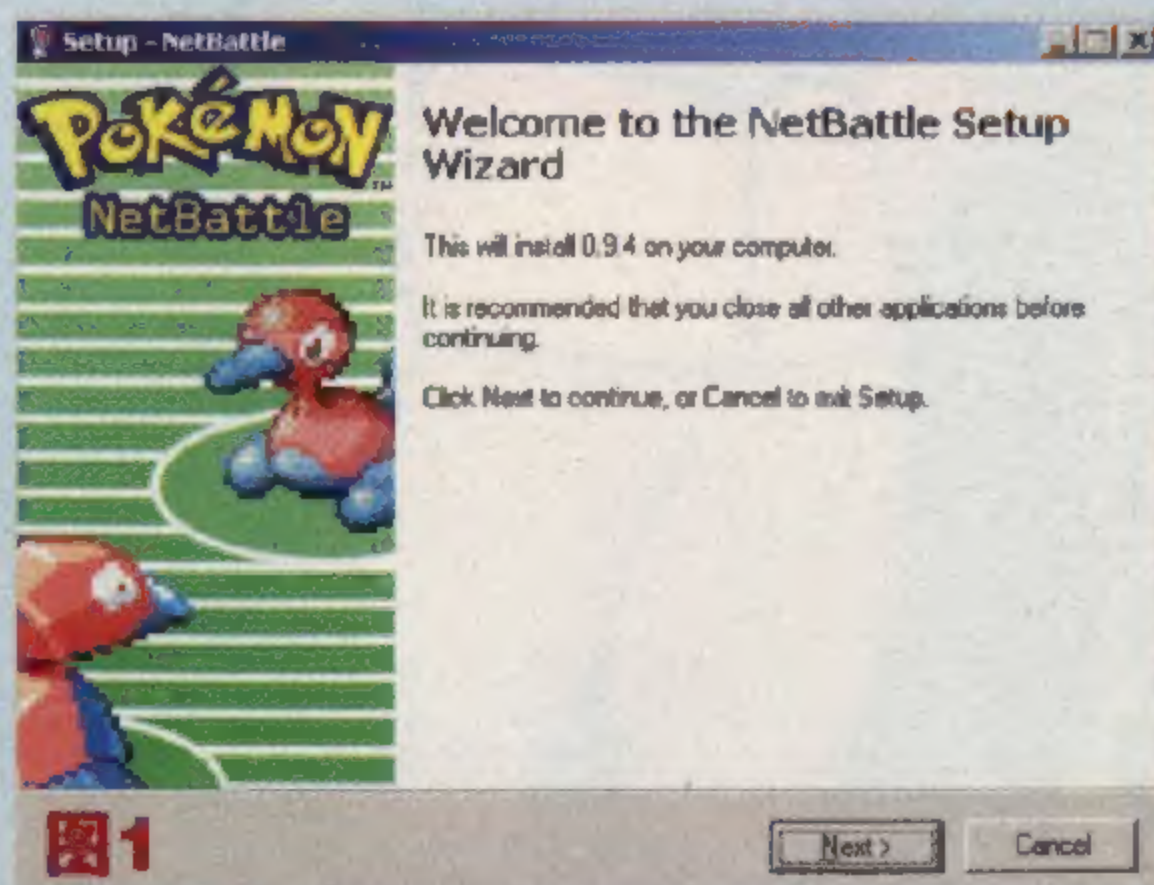 Setup - NetBattle
POKéMON
NetBattle
Welcome to the NetBattle Setup
Wizard
This will install 0.9.4 on your computer.
It is recommended that you close all other applications before
continuing.
Click Next to continue, or Cancel to exit Setup.
图1
Next >
Cancel